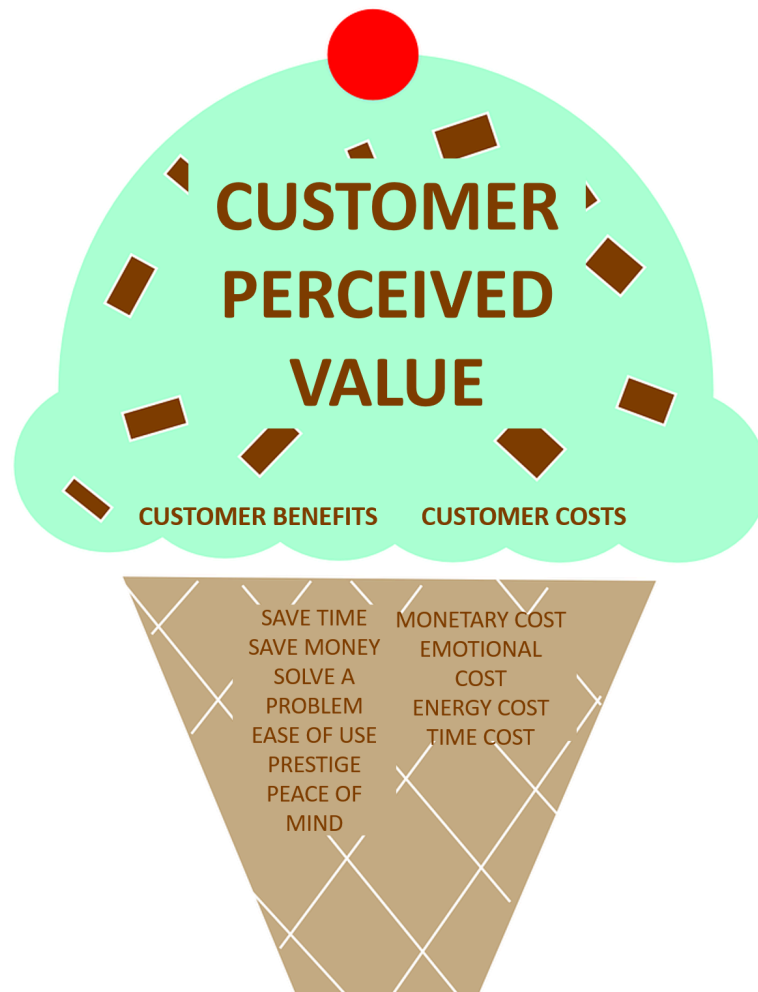 CUSTOMER
PERCEIVED
VALUE
CUSTOMER BENEFITS
CUSTOMER COSTS
SAVE TIME
SAVE MONEY
SOLVE A
PROBLEM
EASE OF USE
PRESTIGE
PEACE OF
MIND
MONETARY COST
EMOTIONAL
COST
ENERGY COST
TIME COST